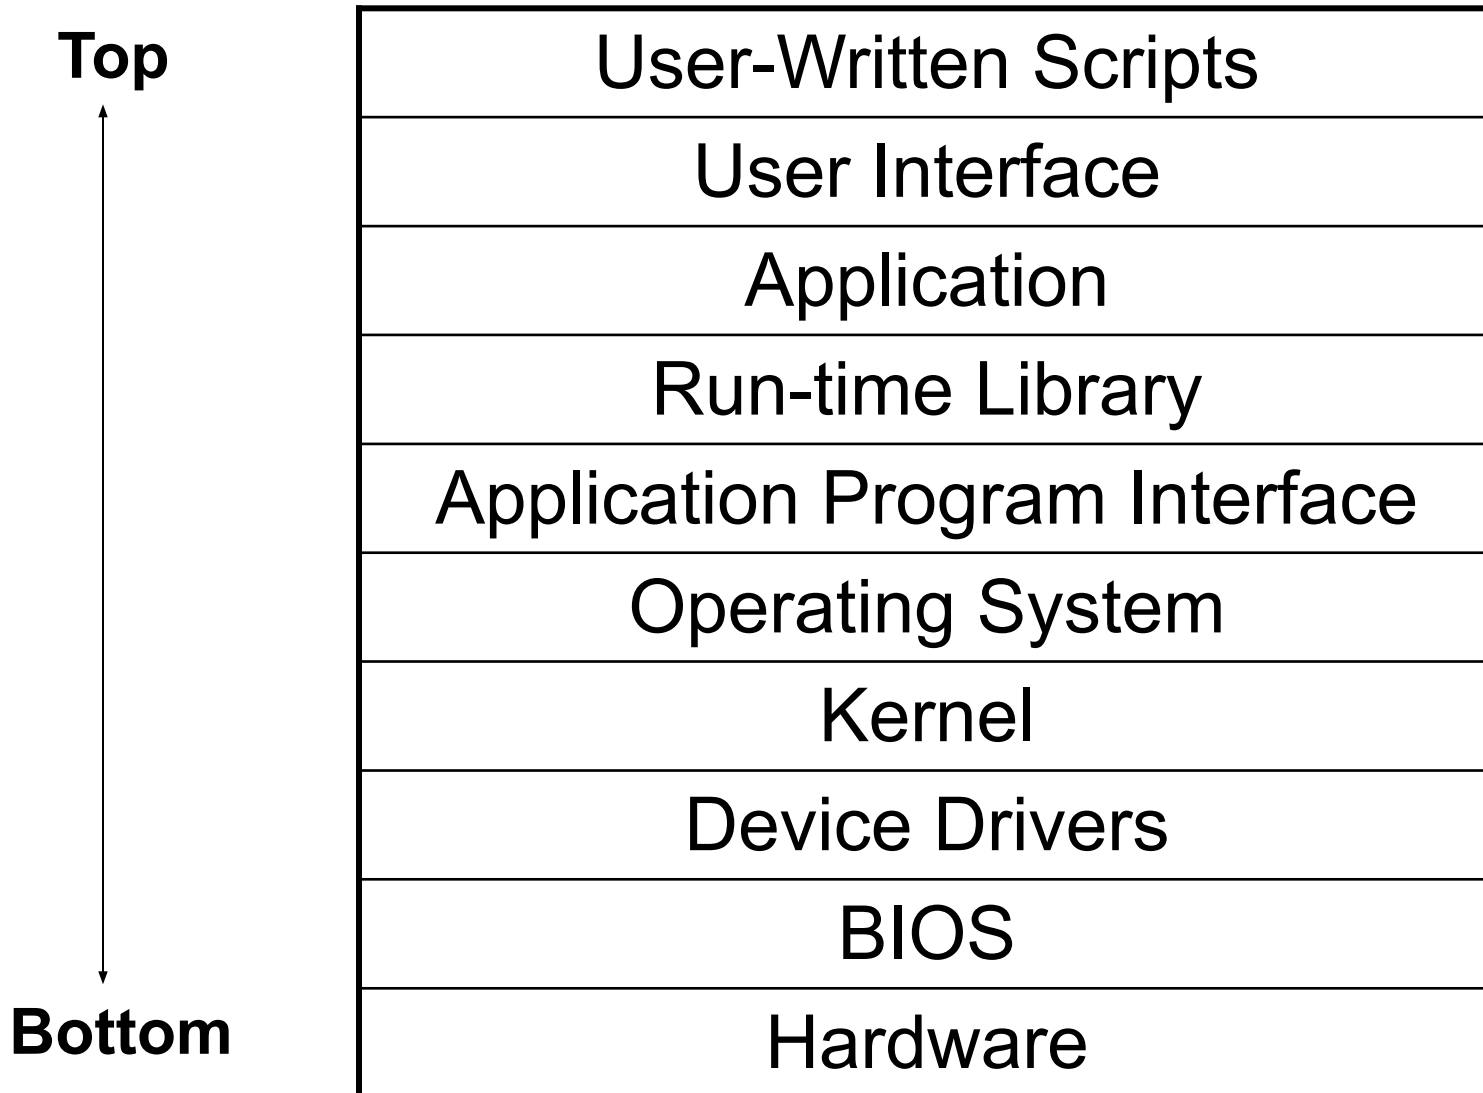 Top
User-Written Scripts
User Interface
Application
Run-time Library
Application Program Interface
Operating System
Kernel
Device Drivers
BIOS
Bottom
Hardware